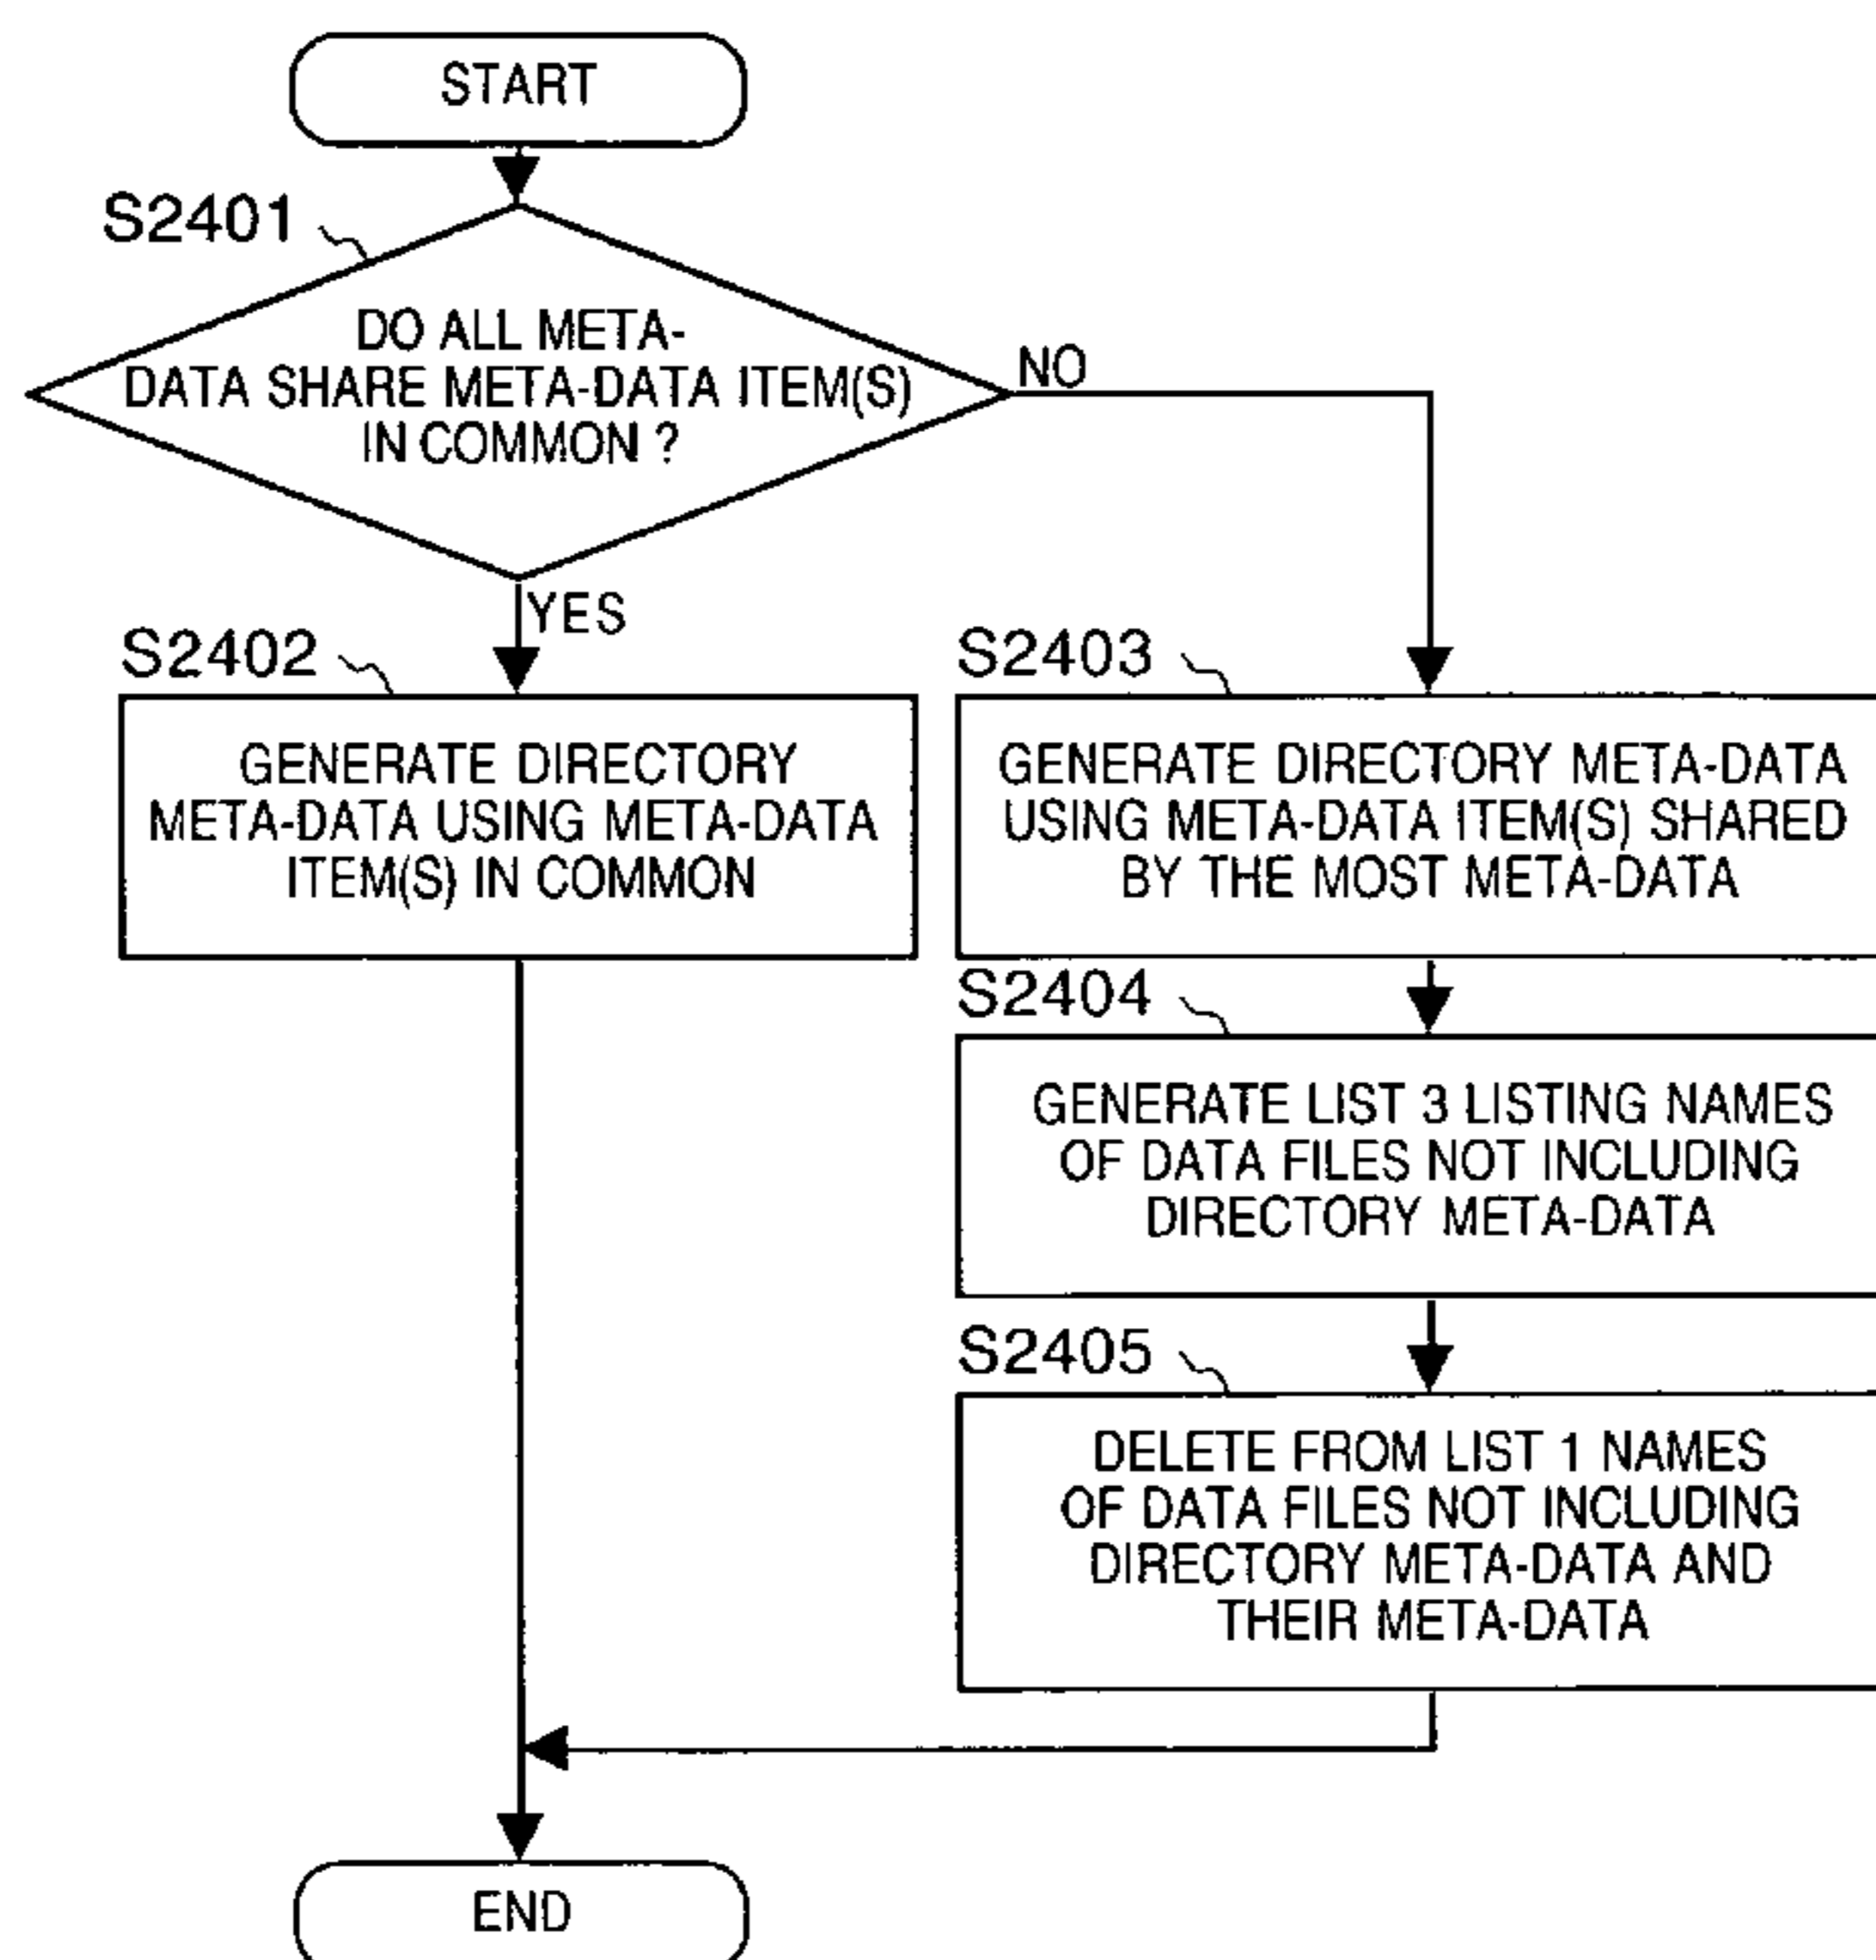 START
S2401
DO ALL META-
DATA SHARE META-DATA ITEM(S)
IN COMMON ?
NO
YES
S2402
GENERATE DIRECTORY
META-DATA USING META-DATA
ITEM(S) IN COMMON
S2403
GENERATE DIRECTORY META-DATA
USING META-DATA ITEM(S) SHARED
BY THE MOST META-DATA
S2404
GENERATE LIST 3 LISTING NAMES
OF DATA FILES NOT INCLUDING
DIRECTORY META-DATA
S2405
DELETE FROM LIST 1 NAMES
OF DATA FILES NOT INCLUDING
DIRECTORY META-DATA AND
THEIR META-DATA
END